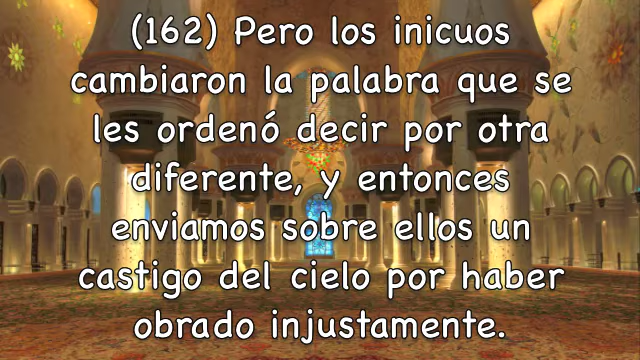 (162) Pero los inicuos
cambiaron la palabra que se
les ordenó decir por otra
diferente, y entonces
enviamos sobre ellos un
castigo del cielo por haber
obrado injustamente.